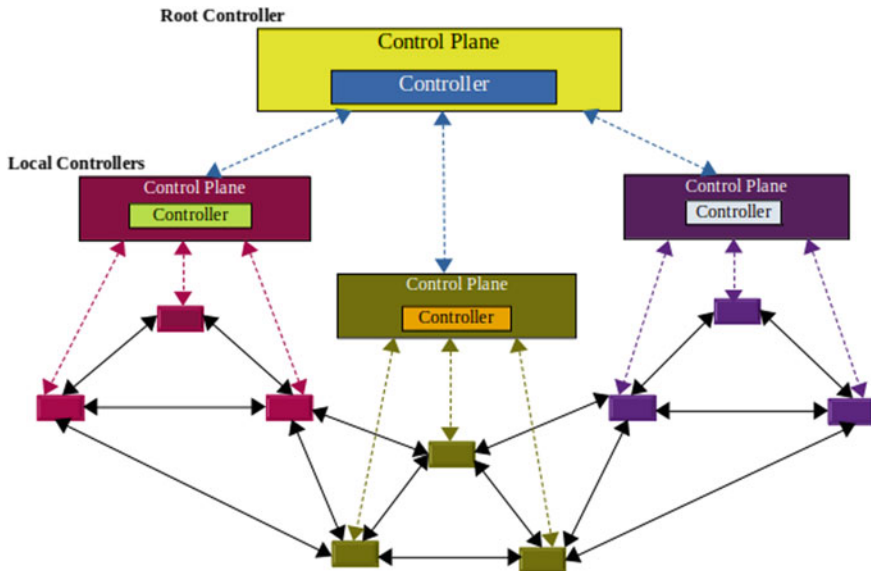 Root Controller
Control Plane
Controller
Local Controllers
Control Plane
Controller
Control Plane
Controller
Control Plane
Controller